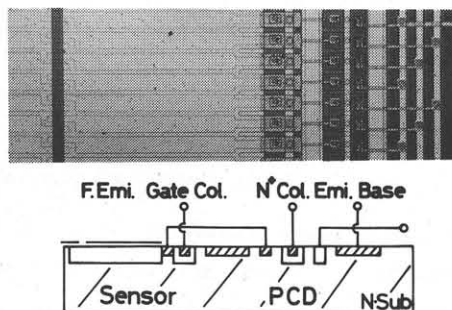 F.Emi. Gate Col. N⁺Col. Emi. Base
Sensor PCD N-Sub